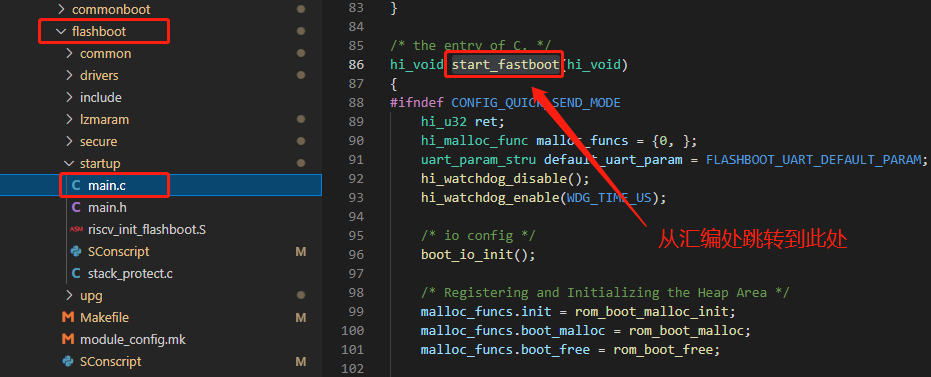 commonboot
flashboot
common
drivers
include
lzmaram
secure
startup
C main.c
C main.h
ASM riscv_init_flashboot.S
SConscript M
C stack_protect.c
upg
M Makefile M
M module_config.mk
SConscript M
83 }
84
85 /* the entry of C. */
86 hi_void start_fastboot(hi_void)
87 {
88 #ifndef CONFIG_QUICK_SEND_MODE
89 hi_u32 ret;
90 hi_malloc_func malloc_funcs = {0, };
91 uart_param_stru default_uart_param = FLASHBOOT_UART_DEFAULT_PARAM;
92 hi_watchdog_disable();
93 hi_watchdog_enable(WDG_TIME_US);
94
95 /* io config */
96 boot_io_init();
97
98 /* Registering and Initializing the Heap Area */
99 malloc_funcs.init = rom_boot_malloc_init;
100 malloc_funcs.boot_malloc = rom_boot_malloc;
101 malloc_funcs.boot_free = rom_boot_free;
102
从汇编处跳转到此处